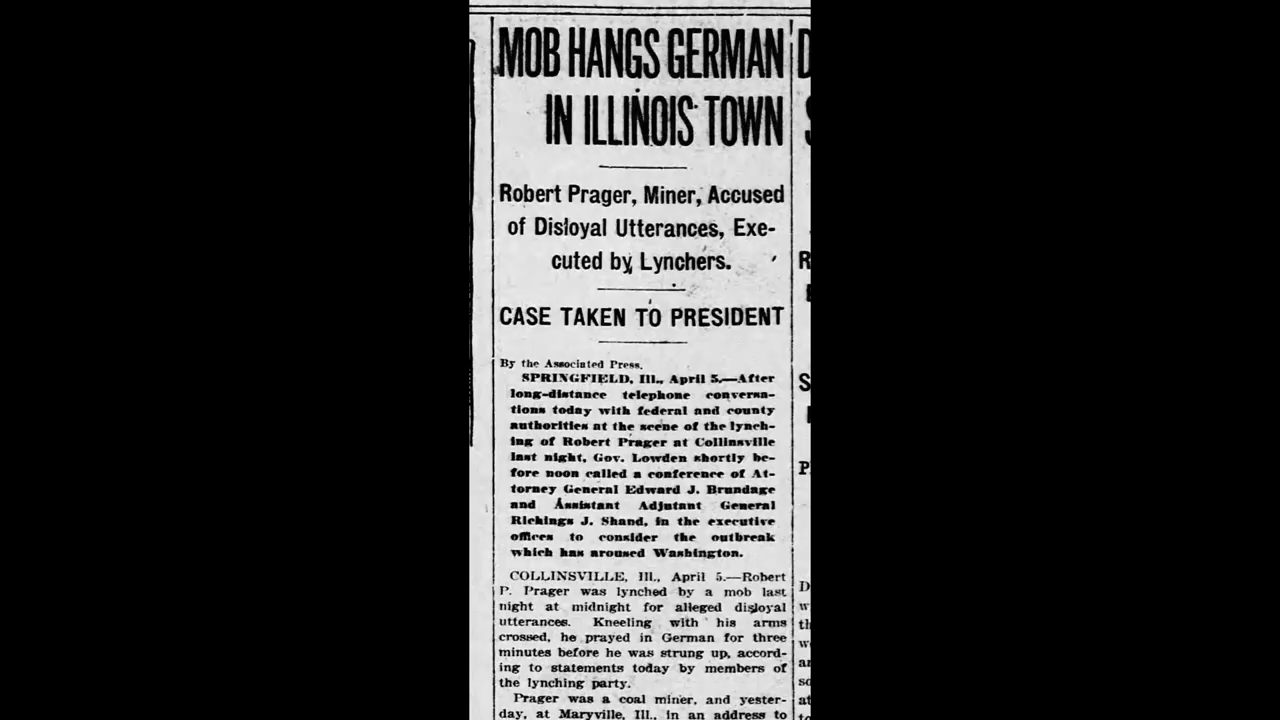 MOB HANGS GERMAN
IN ILLINOIS TOWN
Robert Prager, Miner, Accused
of Disloyal Utterances, Exe-
cuted by Lynchers.
CASE TAKEN TO PRESIDENT
By the Associated Press.
SPRINGFIELD, Ill., April 5.—After
long-distance telephone conversa-
tions today with federal and county
authorities at the scene of the lynch-
ing of Robert Prager at Collinsville
last night, Gov. Lowden shortly be-
fore noon called a conference of At-
torney General Edward J. Brundage
and Assistant Adjutant General
Richings J. Shand, in the executive
offices to consider the outbreak
which has aroused Washington.
COLLINSVILLE, Ill., April 5.—Robert
P. Prager was lynched by a mob last
night at midnight for alleged disloyal
utterances. Kneeling with his arms
crossed, he prayed in German for three
minutes before he was strung up, accord-
ing to statements today by members of
the lynching party.
Prager was a coal miner, and yester-
day, at Maryville, Ill., in an address to